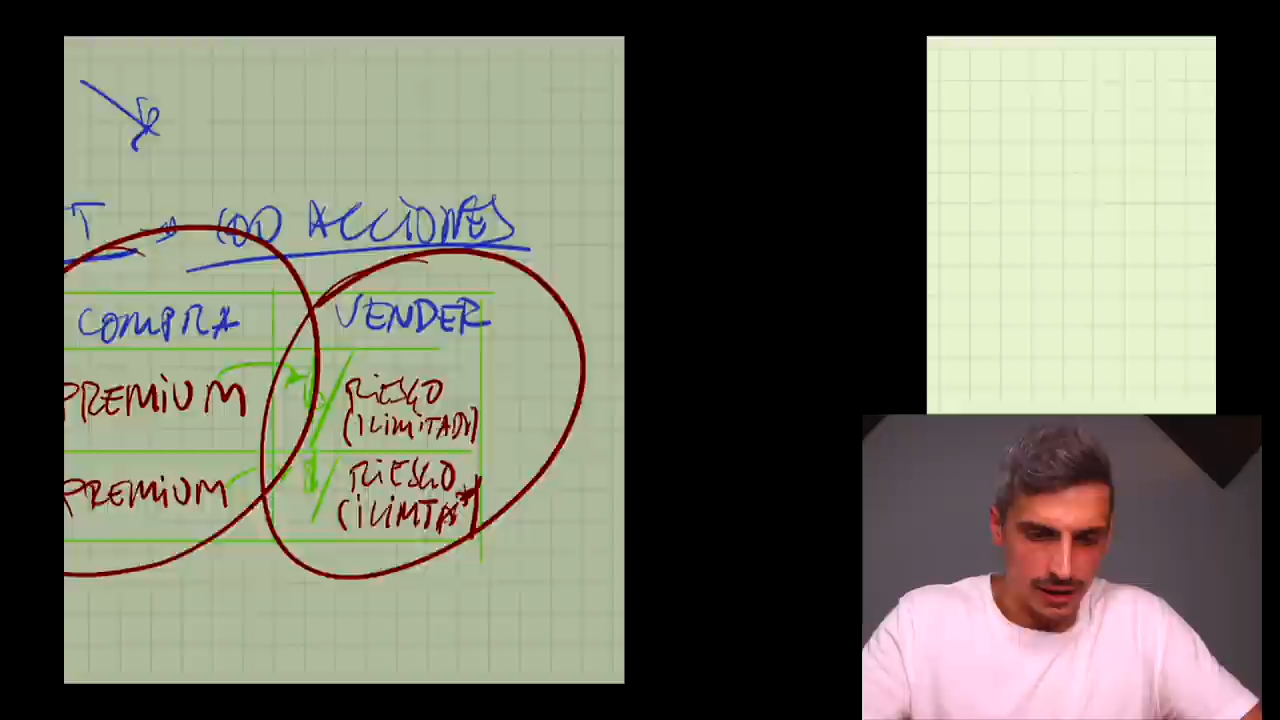 T → 100 ACCIONES
COMPRA VENDER
PREMIUM RIESGO
(ILIMITADO)
PREMIUM RIESGO